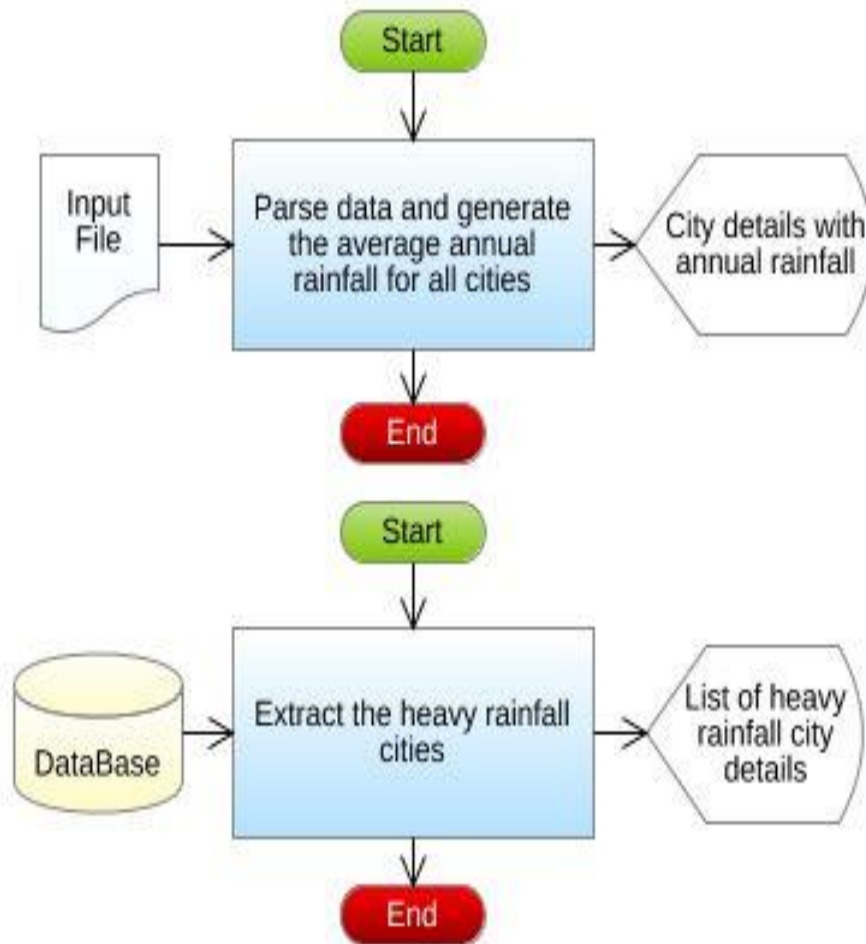 Start
Input
File
Parse data and generate
the average annual
rainfall for all cities
City details with
annual rainfall
End
Start
DataBase
Extract the heavy rainfall
cities
List of heavy
rainfall city
details
End